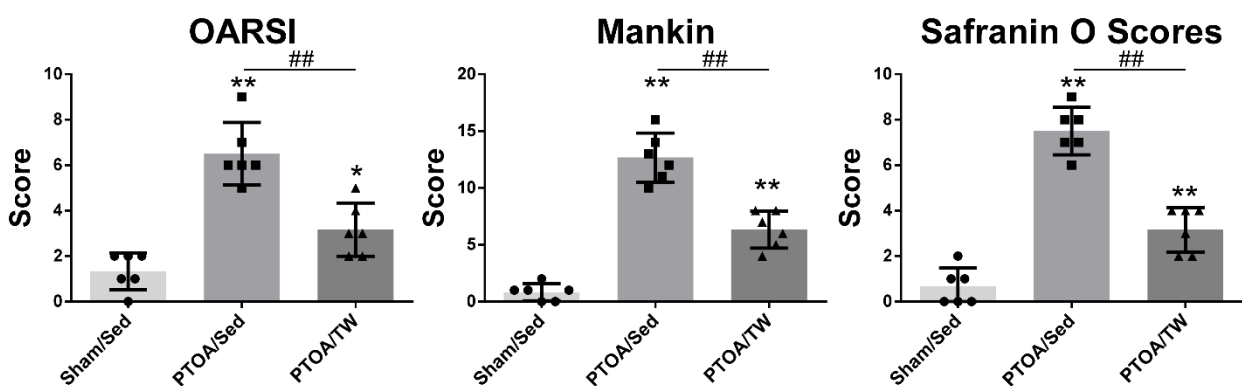 OARSI
Score
10
8
6
4
2
0
**
##
*
Sham/Sed
PTOA/Sed
PTOA/TW
Mankin
Score
20
15
10
5
0
**
##
**
Sham/Sed
PTOA/Sed
PTOA/TW
Safranin O Scores
Score
10
8
6
4
2
0
**
##
**
Sham/Sed
PTOA/Sed
PTOA/TW